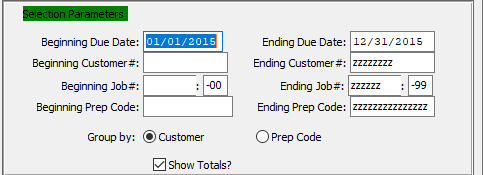 Selection Parameters
Beginning Due Date: 01/01/2015 Ending Due Date: 12/31/2015
Beginning Customer#: Ending Customer#: zzzzzzzz
Beginning Job#: : -00 Ending Job#: zzzzzz : -99
Beginning Prep Code: Ending Prep Code: zzzzzzzzzzzzzzz
Group by: Customer Prep Code
Show Totals?